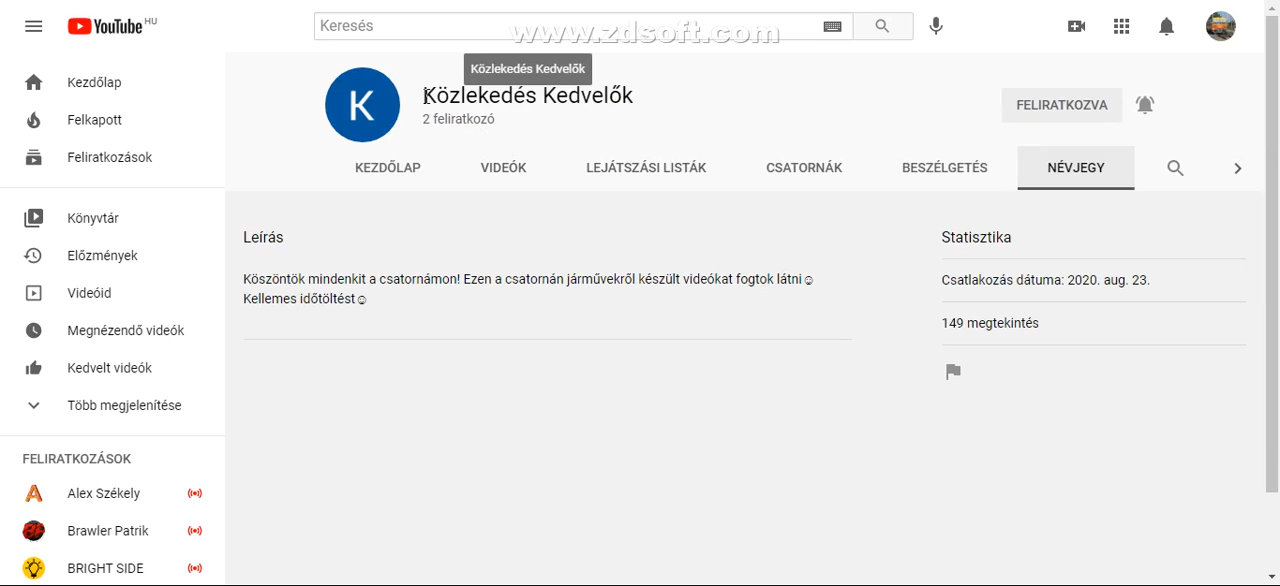 YouTube HU
Keresés
www.zdsoft.com
Kezdőlap
Felkapott
Feliratkozások
Könyvtár
Előzmények
Videóid
Megnézendő videók
Kedvelt videók
Több megjelenítése
FELIRATKOZÁSOK
Alex Székely
Brawler Patrik
BRIGHT SIDE
Közlekedés Kedvelők
K
Közlekedés Kedvelők
2 feliratkozó
FELIRATKOZVA
KEZDŐLAP
VIDEÓK
LEJÁTSZÁSI LISTÁK
CSATORNÁK
BESZÉLGETÉS
NÉVJEGY
Leírás
Köszöntök mindenkit a csatornámon! Ezen a csatornán járművekről készült videókat fogtok látni☺
Kellemes időtöltést☺
Statisztika
Csatlakozás dátuma: 2020. aug. 23.
149 megtekintés